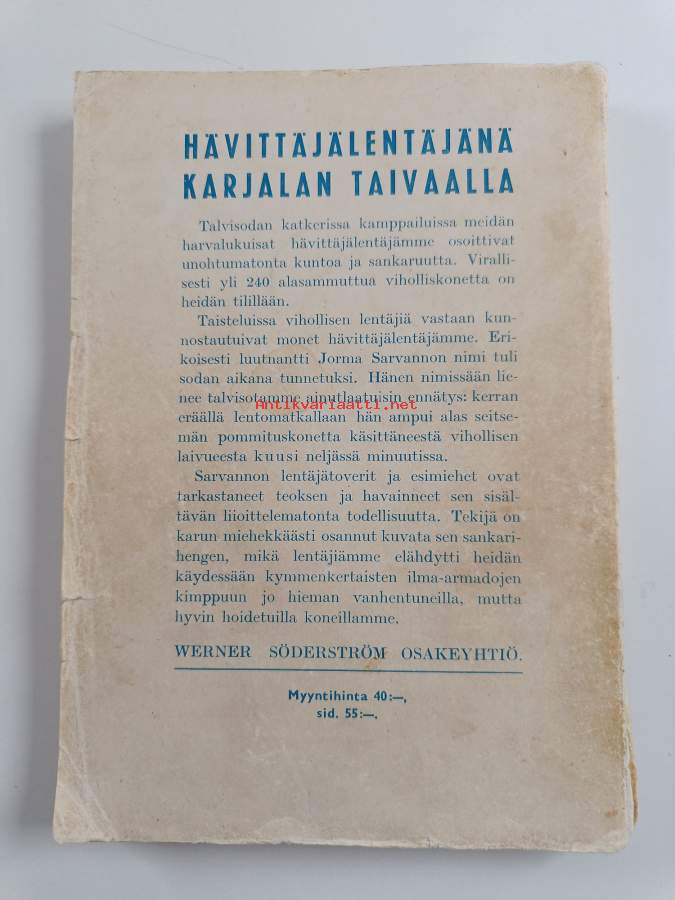 HÄVITTÄJÄLENTÄJÄNÄ
KARJALAN TAIVAALLA
Talvisodan katkerissa kamppailuissa meidän
harvalukuisat hävittäjälentäjämme osoittivat
unohtumatonta kuntoa ja sankaruutta. Viralli-
sesti yli 240 alasammuttua viholliskonetta on
heidän tilillään.
Taisteluissa vihollisen lentäjiä vastaan kun-
nostautuivat monet hävittäjälentäjämme. Eri-
koisesti luutnantti Jorma Sarvannon nimi tuli
sodan aikana tunnetuksi. Hänen nimissään lie-
nee talvisotamme ainutlaatuisin ennätys: kerran
Antikvariaatti.net
eräällä lentomatkallaan hän ampui alas seitse-
män pommituskonetta käsittäneestä vihollisen
laivueesta kuusi neljässä minuutissa.
Sarvannon lentäjätoverit ja esimiehet ovat
tarkastaneet teoksen ja havainneet sen sisäl-
tävän liioittelematonta todellisuutta. Tekijä on
karun miehekkäästi osannut kuvata sen sankari-
hengen, mikä lentäjiämme elähdytti heidän
käydessään kymmenkertaisten ilma-armadojen
kimppuun jo hieman vanhentuneilla, mutta
hyvin hoidetuilla koneillamme.
WERNER SÖDERSTRÖM OSAKEYHTIÖ.
Myyntihinta 40:—,
sid. 55:—.